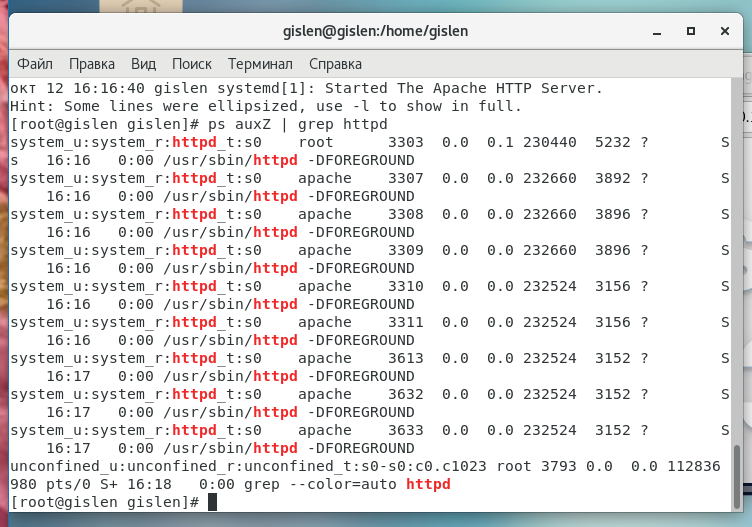 gislen@gislen:/home/gislen
Файл Правка Вид Поиск Терминал Справка
окт 12 16:16:40 gislen systemd[1]: Started The Apache HTTP Server.
Hint: Some lines were ellipsized, use -l to show in full.
[root@gislen gislen]# ps auxZ | grep httpd
system_u:system_r:httpd_t:s0    root      3303  0.0  0.1 230440  5232 ?        S
s   16:16   0:00 /usr/sbin/httpd -DFOREGROUND
system_u:system_r:httpd_t:s0    apache    3307  0.0  0.0 232660  3892 ?        S
    16:16   0:00 /usr/sbin/httpd -DFOREGROUND
system_u:system_r:httpd_t:s0    apache    3308  0.0  0.0 232660  3896 ?        S
    16:16   0:00 /usr/sbin/httpd -DFOREGROUND
system_u:system_r:httpd_t:s0    apache    3309  0.0  0.0 232660  3896 ?        S
    16:16   0:00 /usr/sbin/httpd -DFOREGROUND
system_u:system_r:httpd_t:s0    apache    3310  0.0  0.0 232524  3156 ?        S
    16:16   0:00 /usr/sbin/httpd -DFOREGROUND
system_u:system_r:httpd_t:s0    apache    3311  0.0  0.0 232524  3156 ?        S
    16:16   0:00 /usr/sbin/httpd -DFOREGROUND
system_u:system_r:httpd_t:s0    apache    3613  0.0  0.0 232524  3152 ?        S
    16:17   0:00 /usr/sbin/httpd -DFOREGROUND
system_u:system_r:httpd_t:s0    apache    3632  0.0  0.0 232524  3152 ?        S
    16:17   0:00 /usr/sbin/httpd -DFOREGROUND
system_u:system_r:httpd_t:s0    apache    3633  0.0  0.0 232524  3152 ?        S
    16:17   0:00 /usr/sbin/httpd -DFOREGROUND
unconfined_u:unconfined_r:unconfined_t:s0-s0:c0.c1023 root 3793 0.0  0.0 112836
980 pts/0 S+ 16:18   0:00 grep --color=auto httpd
[root@gislen gislen]#